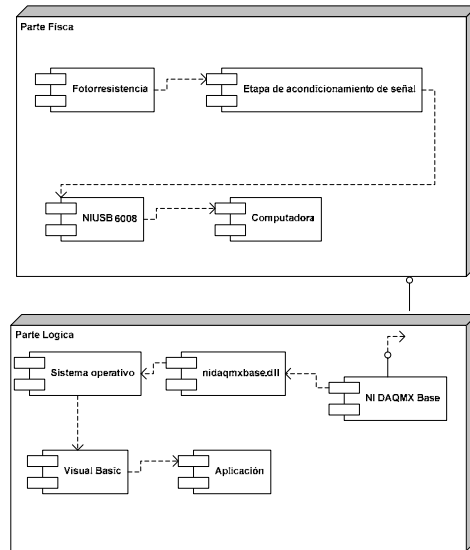 Parte Física
Fotorresistencia
Etapa de acondicionamiento de señal
NIUSB 6008
Computadora
Parte Logica
Sistema operativo
nidaqmxbase.dll
NI DAQMX Base
Visual Basic
Aplicación